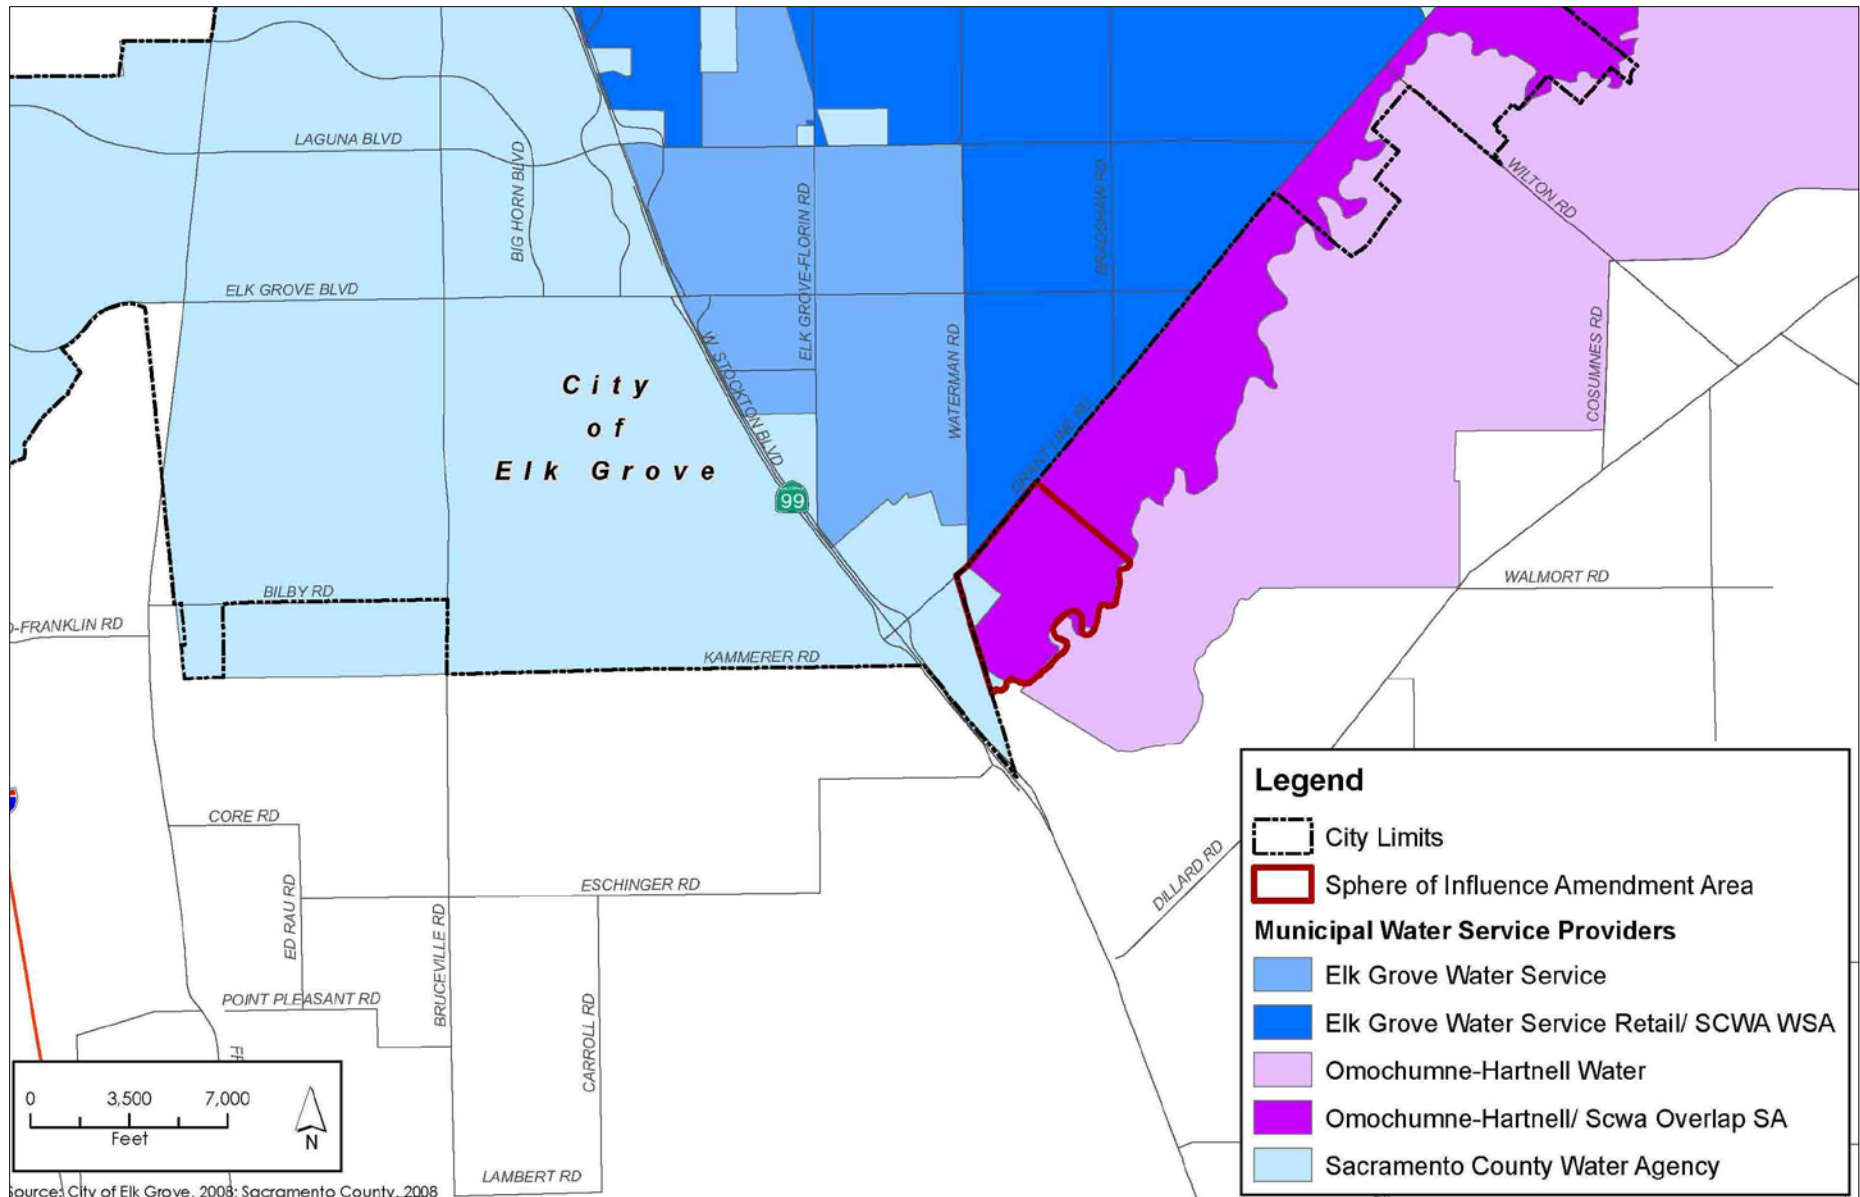 LAGUNA BLVD
BIG HORN BLVD
ELK GROVE-FLORIN RD
BRADSHAW RD
WILTON RD
ELK GROVE BLVD
W STOCKTON BLVD
WATERMAN RD
COSUMNES RD
City
of
Elk Grove
GRANT LINE RD
99
BILBY RD
WALMORT RD
-FRANKLIN RD
KAMMERER RD
CORE RD
ED RAU RD
ESCHINGER RD
DILLARD RD
BRUCEVILLE RD
POINT PLEASANT RD
CARROLL RD
FR
LAMBERT RD
Legend
City Limits
Sphere of Influence Amendment Area
Municipal Water Service Providers
Elk Grove Water Service
Elk Grove Water Service Retail/ SCWA WSA
Omochumne-Hartnell Water
Omochumne-Hartnell/ Scwa Overlap SA
Sacramento County Water Agency
0 3,500 7,000
Feet
N
Source: City of Elk Grove, 2008; Sacramento County, 2008